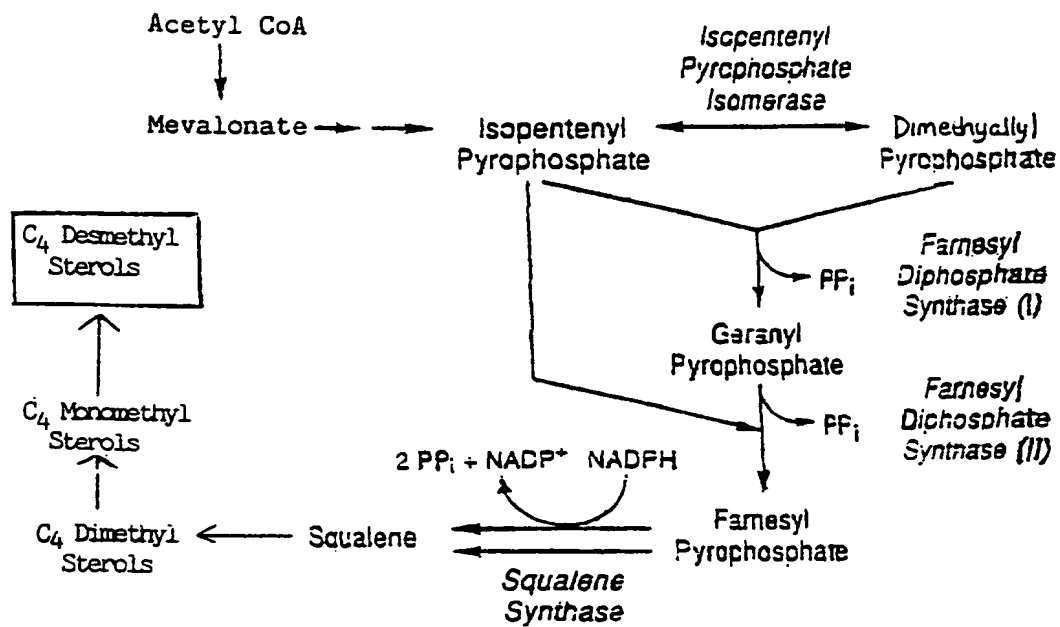 Acetyl CoA
Mevalonate
Isopentenyl
Pyrophosphate
Isopentenyl
Pyrophosphate
Isomerase
Dimethyally)
Pyrophosphate
PPi
Farnesyl
Diphosphate
Synthase (I)
Geranyl
Pyrophosphate
PPi
Farnesyl
Diphosphate
Synthase (II)
Farnesyl
Pyrophosphate
2 PPi + NADP+ NADPH
Squalene
Synthase
Squalene
C4 Dimethyl
Sterols
C4 Monomethyl
Sterols
C4 Desmethyl
Sterols